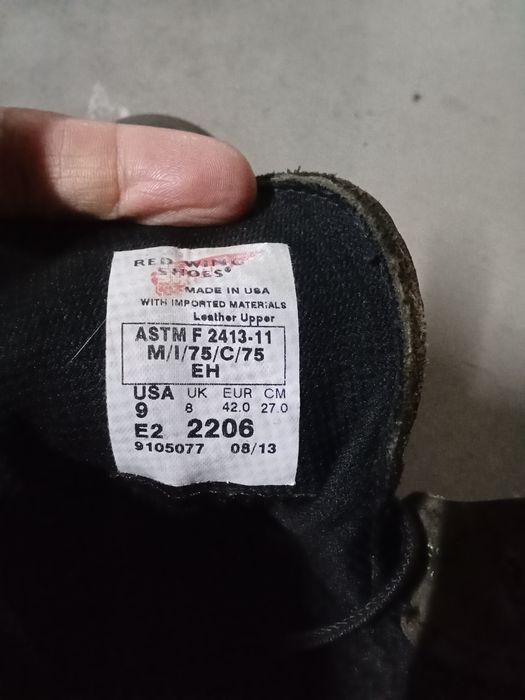 RED WING
SHOES®
MADE IN USA
WITH IMPORTED MATERIALS
Leather Upper
ASTM F 2413-11
M/I/75/C/75
EH
USA UK EUR CM
9 8 42.0 27.0
E2 2206
9105077 08/13